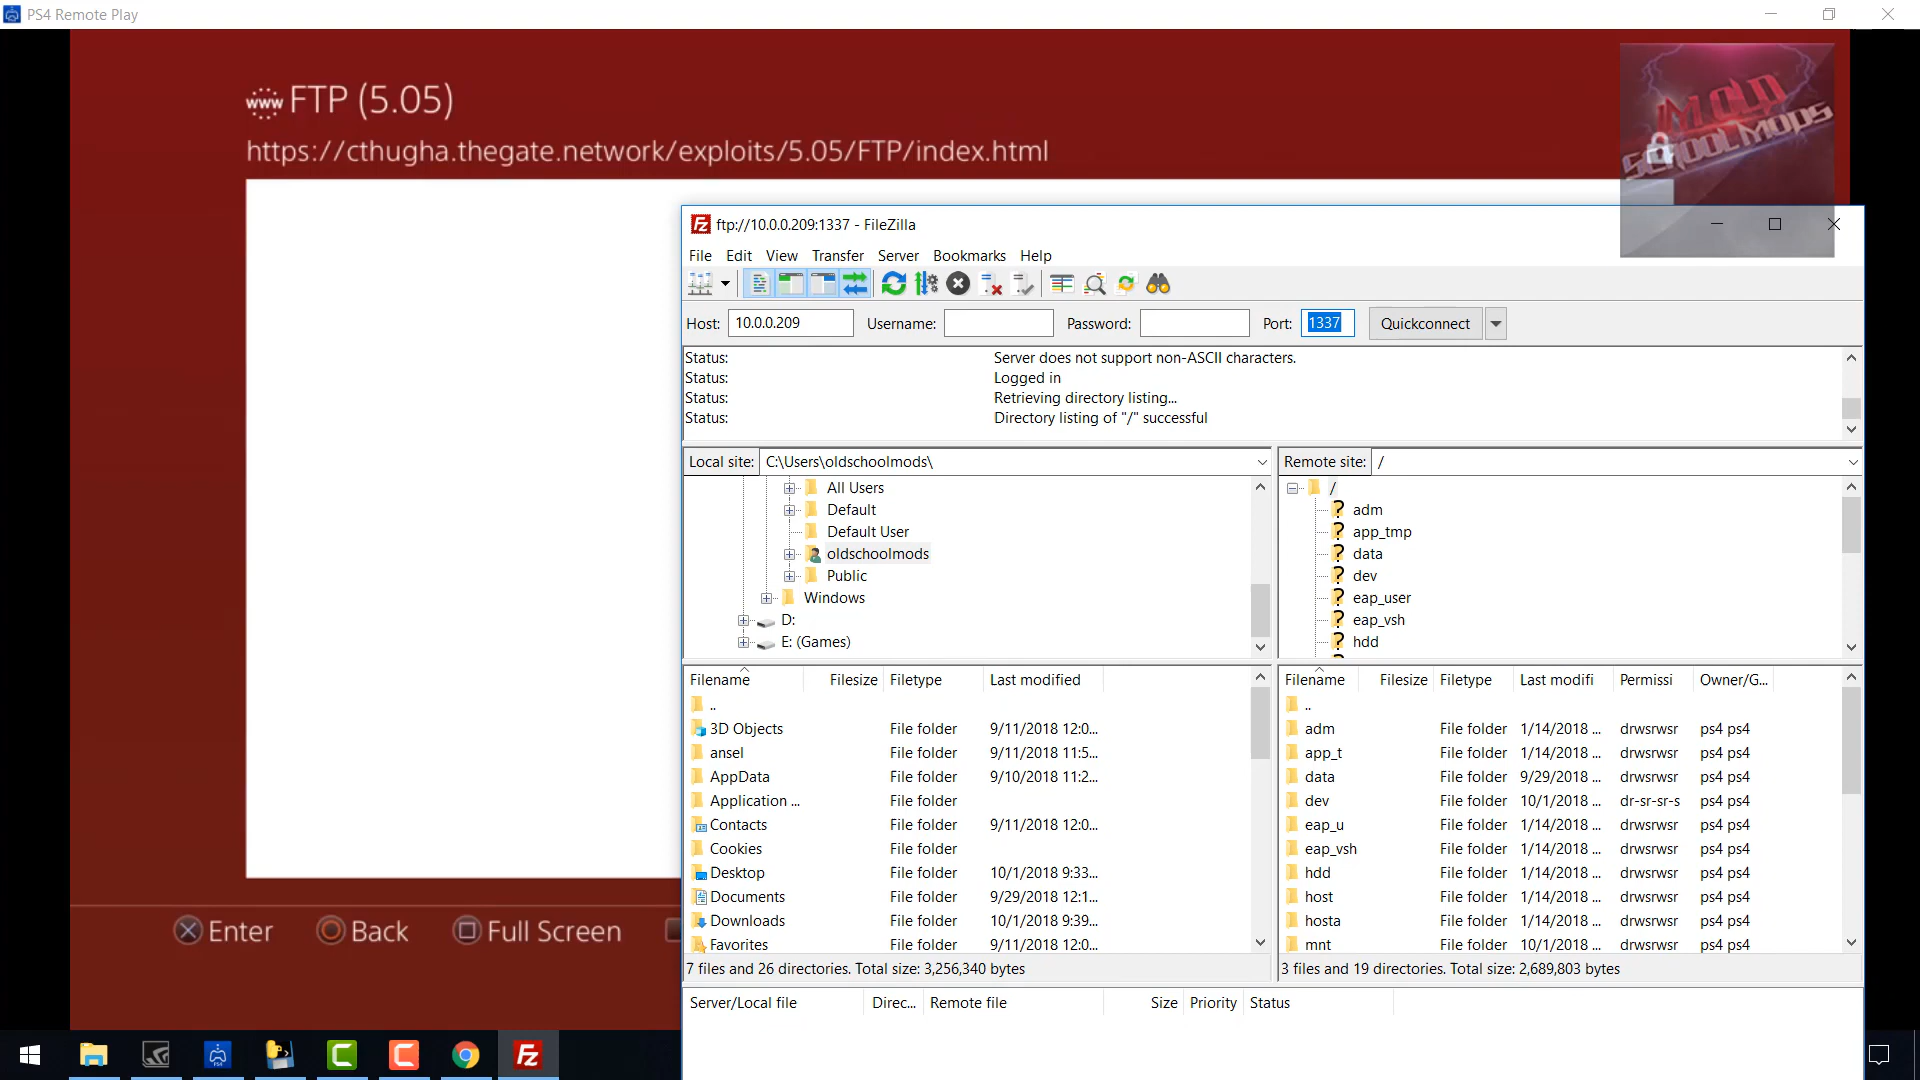 PS4 Remote Play
FTP (5.05)
https://cthugha.thegate.network/exploits/5.05/FTP/index.html
ftp://10.0.0.209:1337 - FileZilla
File Edit View Transfer Server Bookmarks Help
Host: 10.0.0.209 Username: Password: Port: 1337 Quickconnect
Status: Server does not support non-ASCII characters.
Status: Logged in
Status: Retrieving directory listing...
Status: Directory listing of "/" successful
Local site: C:\Users\oldschoolmods\
All Users
Default
Default User
oldschoolmods
Public
Windows
D:
E: (Games)
Remote site: /
/
adm
app_tmp
data
dev
eap_user
eap_vsh
hdd
Filename Filesize Filetype Last modified
..
3D Objects File folder 9/11/2018 12:0...
ansel File folder 9/11/2018 11:5...
AppData File folder 9/10/2018 11:2...
Application ... File folder
Contacts File folder 9/11/2018 12:0...
Cookies File folder
Desktop File folder 10/1/2018 9:33...
Documents File folder 9/29/2018 12:1...
Downloads File folder 10/1/2018 9:39...
Favorites File folder 9/11/2018 12:0...
7 files and 26 directories. Total size: 3,256,340 bytes
Filename Filesize Filetype Last modifi Permissi Owner/G...
..
adm File folder 1/14/2018 ... drwsrwsr ps4 ps4
app_t File folder 1/14/2018 ... drwsrwsr ps4 ps4
data File folder 9/29/2018 ... drwsrwsr ps4 ps4
dev File folder 10/1/2018 ... dr-sr-sr-s ps4 ps4
eap_u File folder 1/14/2018 ... drwsrwsr ps4 ps4
eap_vsh File folder 1/14/2018 ... drwsrwsr ps4 ps4
hdd File folder 1/14/2018 ... drwsrwsr ps4 ps4
host File folder 1/14/2018 ... drwsrwsr ps4 ps4
hosta File folder 1/14/2018 ... drwsrwsr ps4 ps4
mnt File folder 10/1/2018 ... drwsrwsr ps4 ps4
3 files and 19 directories. Total size: 2,689,803 bytes
Server/Local file Direc... Remote file Size Priority Status
Enter Back Full Screen